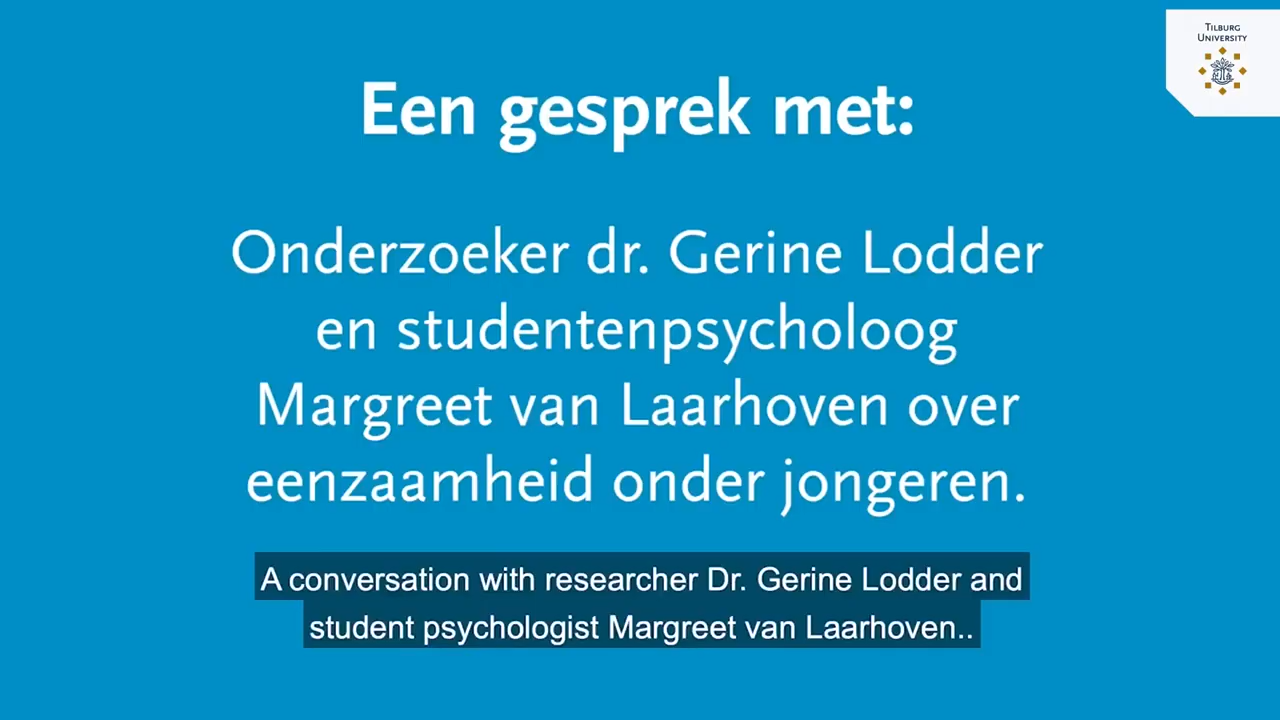 TILBURG
UNIVERSITY
Een gesprek met:
Onderzoeker dr. Gerine Lodder
en studentenpsycholoog
Margreet van Laarhoven over
eenzaamheid onder jongeren.
A conversation with researcher Dr. Gerine Lodder and
student psychologist Margreet van Laarhoven..